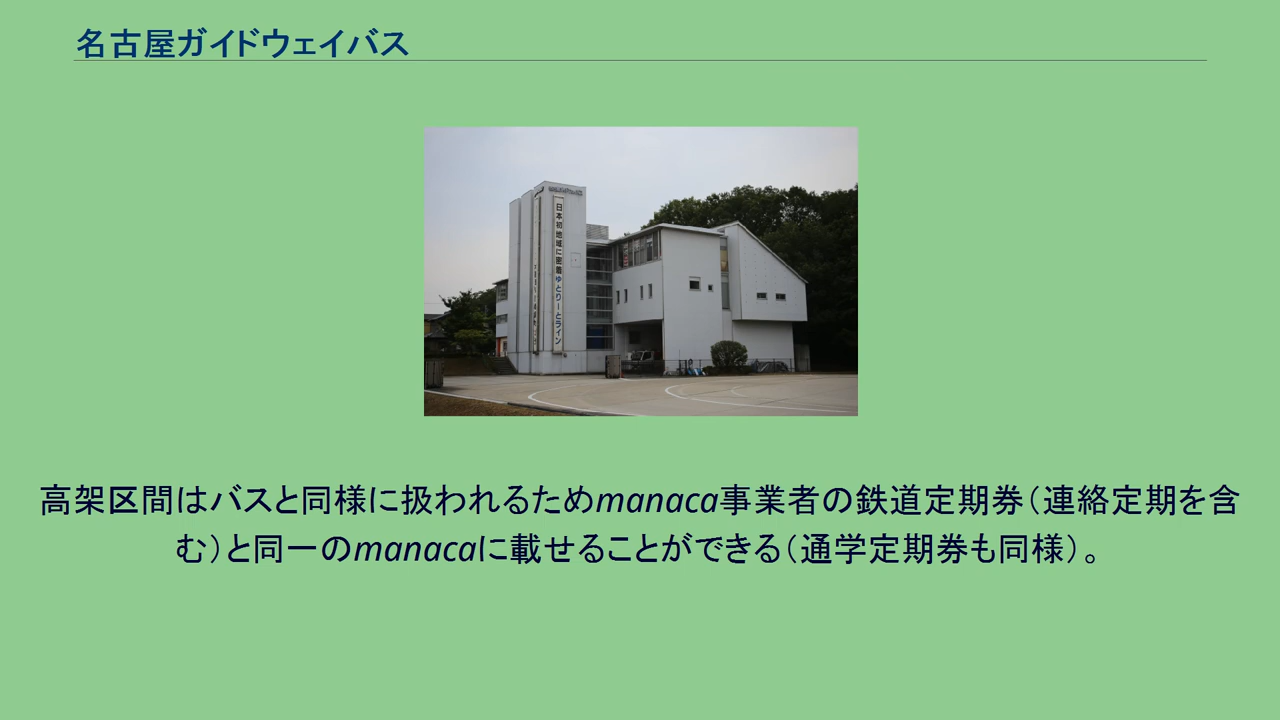 名古屋ガイドウェイバス
日本初地域に密着ゆとりーとライン
高架区間はバスと同様に扱われるためmanaca事業者の鉄道定期券（連絡定期を含
む）と同一のmanacaに載せることができる（通学定期券も同様）。